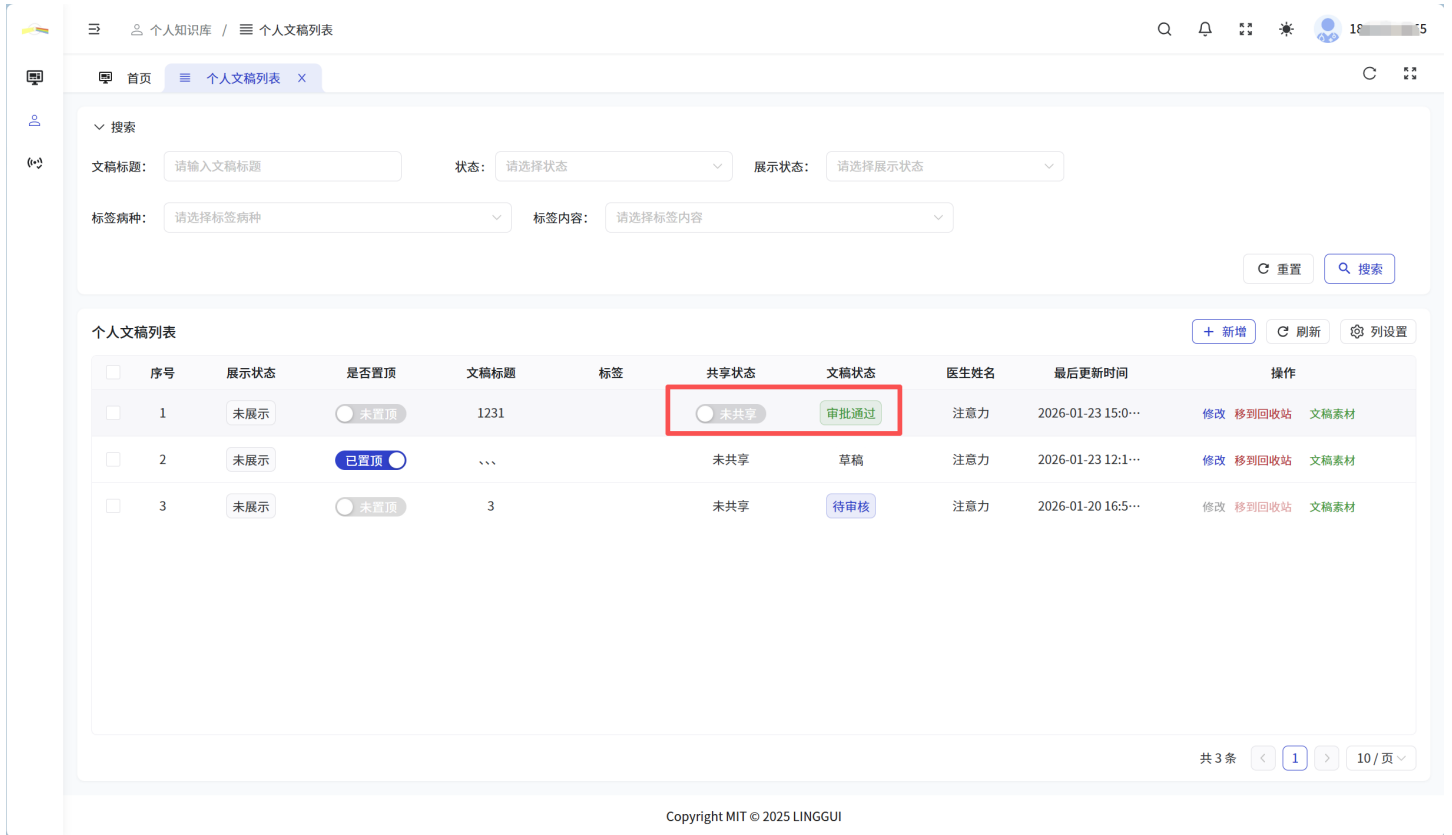 个人知识库 / 个人文稿列表
首页 个人文稿列表 X
搜索
文稿标题： 请输入文稿标题 状态： 请选择状态 展示状态： 请选择展示状态
标签病种： 请选择标签病种 标签内容： 请选择标签内容
重置 搜索
个人文稿列表 + 新增 刷新 列设置
序号 展示状态 是否置顶 文稿标题 标签 共享状态 文稿状态 医生姓名 最后更新时间 操作
1 未展示 未置顶 1231 未共享 审批通过 注意力 2026-01-23 15:0··· 修改 移到回收站 文稿素材
2 未展示 已置顶 、、、 未共享 草稿 注意力 2026-01-23 12:1··· 修改 移到回收站 文稿素材
3 未展示 未置顶 3 未共享 待审核 注意力 2026-01-20 16:5··· 修改 移到回收站 文稿素材
共 3 条 < 1 > 10 / 页
Copyright MIT © 2025 LINGGUI